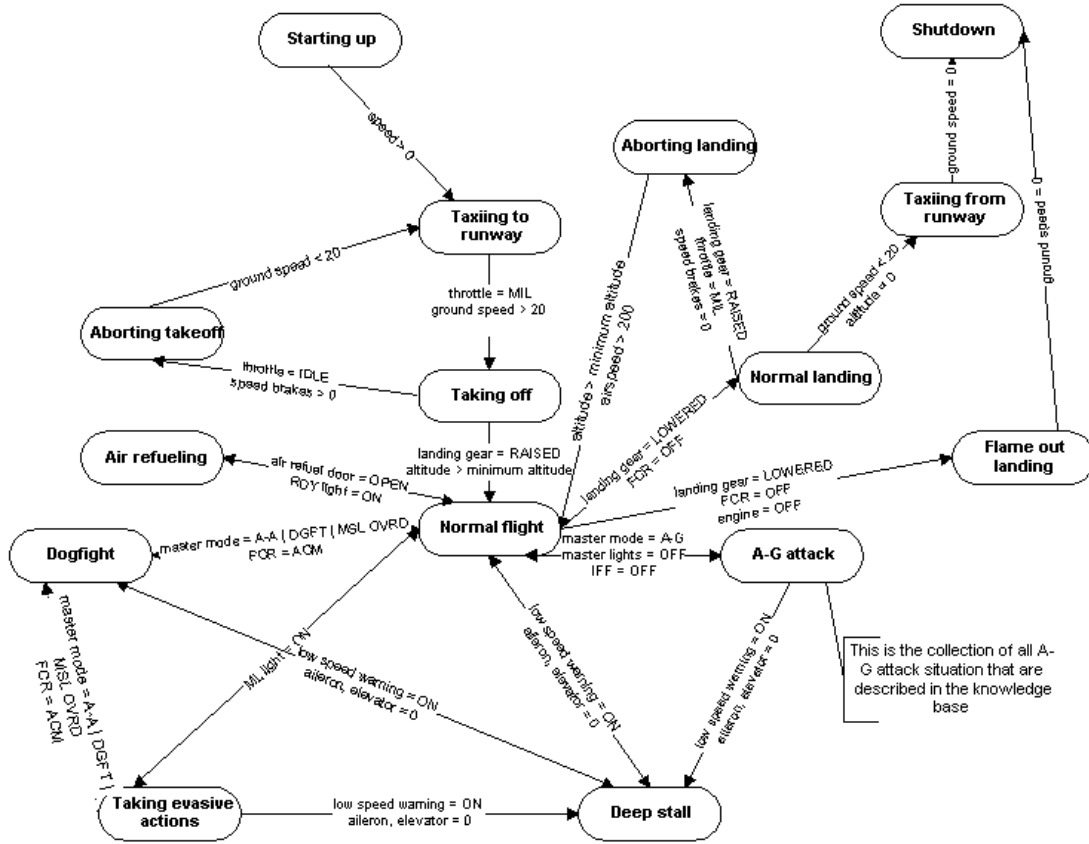 Starting up
Shutdown
speed > 0
ground speed = 0
ground speed = 0
Aborting landing
Taxiing to
runway
Taxiing from
runway
landing gear = RAISED
throttle = MIL
speed brakes = 0
ground speed < 20
ground speed < 20
altitude = 0
throttle = MIL
ground speed > 20
altitude > minimum altitude
airspeed > 200
Aborting takeoff
throttle = IDLE
speed brakes > 0
Taking off
Normal landing
landing gear = LOWERED
FCR = OFF
Air refueling
air refuel door = OPEN
RDY light = ON
landing gear = RAISED
altitude > minimum altitude
Flame out
landing
landing gear = LOWERED
FCR = OFF
engine = OFF
Normal flight
Dogfight
master mode = A-A | DGFT | MSL OVRD
FCR = ACM
master mode = A-G
master lights = OFF
IFF = OFF
A-G attack
master mode = A-A | DGFT |
MSL OVRD
FCR = ACM
ML light = ON
low speed warning = ON
aileron, elevator = 0
low speed warning = ON
aileron, elevator = 0
low speed warning = ON
aileron, elevator = 0
This is the collection of all A-
G attack situation that are
described in the knowledge
base
Taking evasive
actions
low speed warning = ON
aileron, elevator = 0
Deep stall